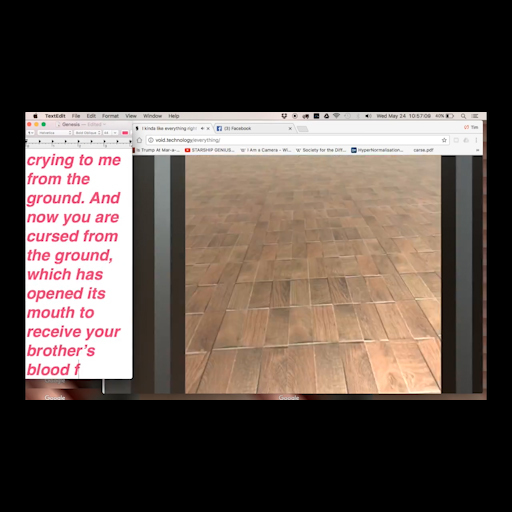 TextEdit File Edit Format View Window Help
Wed May 24 10:57:09 40%
Genesis — Edited
I kinda like everything right
(3) Facebook
Tim
void.technology/everything/
Is Trump At Mar-a-...
STARSHIP GENIUS...
I Am a Camera - Wi...
Society for the Diff...
HyperNormalisation...
carse.pdf
crying to me
from the
ground. And
now you are
cursed from
the ground,
which has
opened its
mouth to
receive your
brother's
blood f
Google
Google